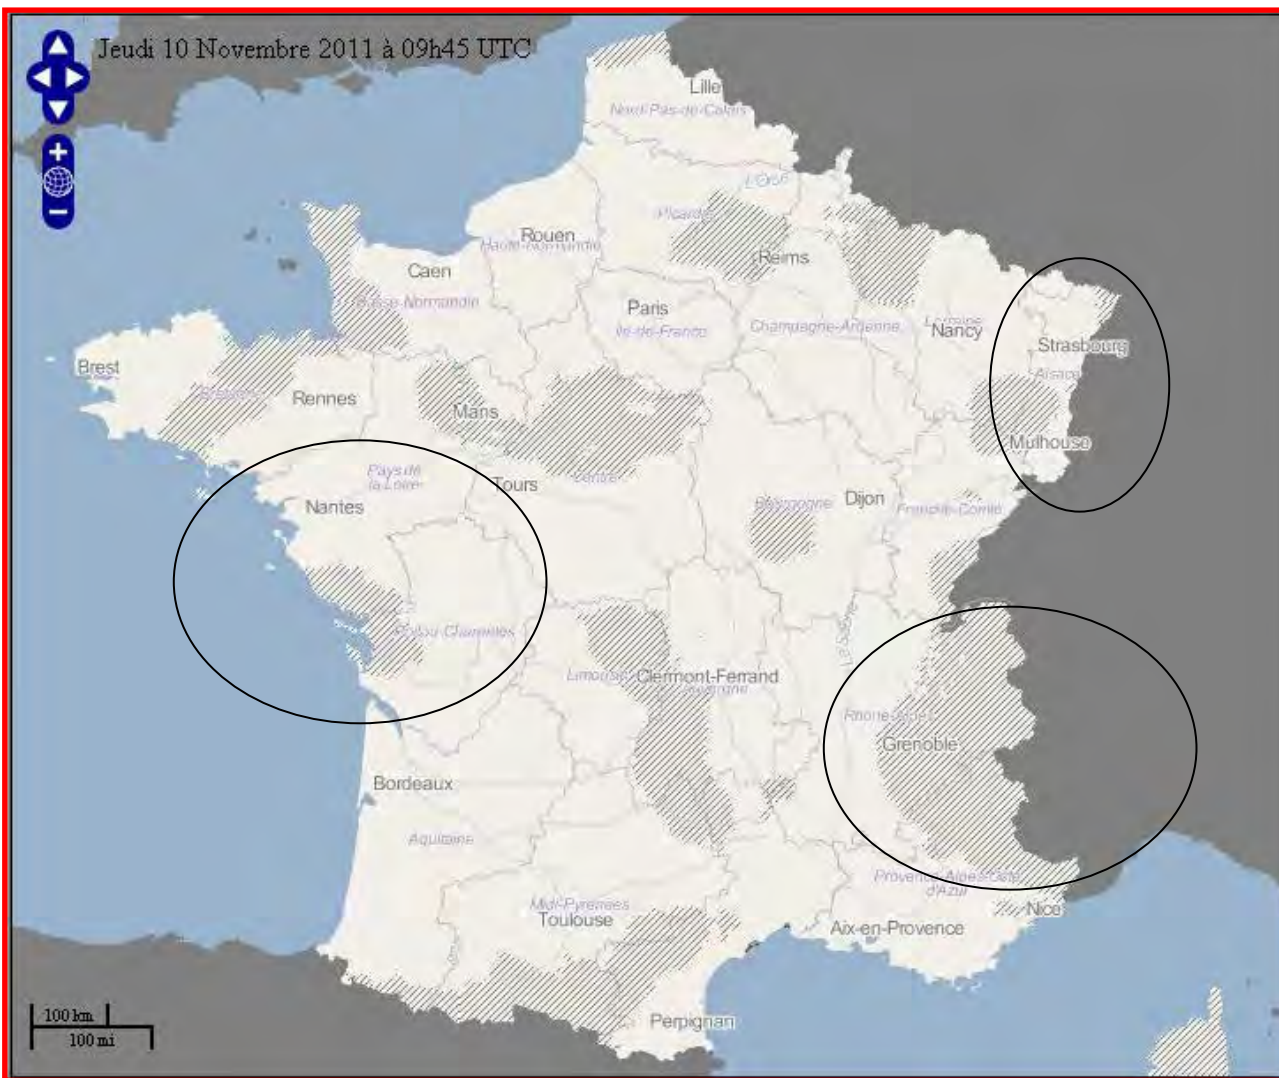 Jeudi 10 Novembre 2011 à 09h45 UTC
Lille
Nord-Pas-de-Calais
L'Oise
Picardie
Rouen
Haute-Normandie
Reims
Caen
Basse-Normandie
Paris
Ile-de-France
Champagne-Ardenne
Lorraine
Nancy
Strasbourg
Alsace
Brest
Bretagne
Rennes
Mans
Mulhouse
Pays de
la Loire
Tours
Centre
Nantes
Bourgogne
Dijon
Franche-Comté
Poitou-Charentes
Limousin
Clermont-Ferrand
Auvergne
Rhône-Alpes
Grenoble
Bordeaux
Aquitaine
Provence-Alpes-Côte
d'Azur
Midi-Pyrenees
Toulouse
Nice
Aix-en-Provence
Perpignan
100 km
100 mi